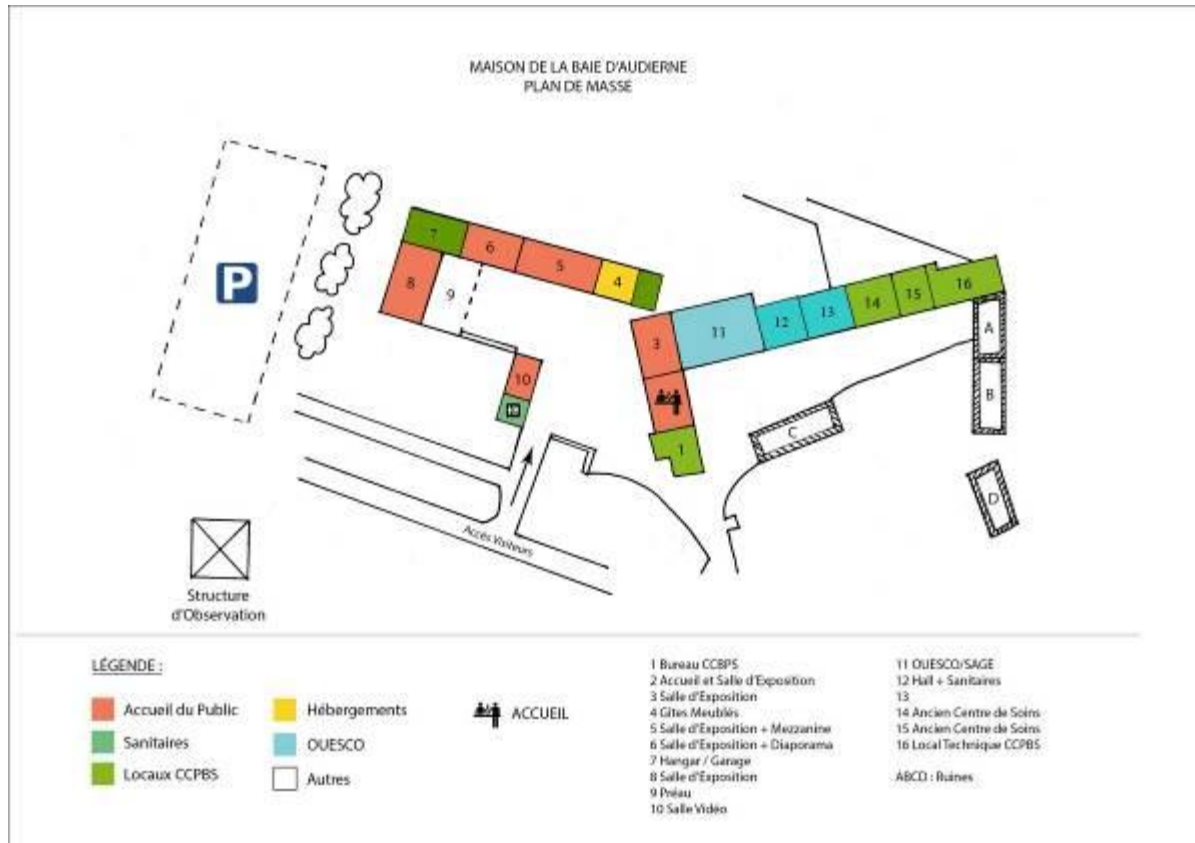 MAISON DE LA BAIE D'AUDIERNE
PLAN DE MASSE
P
7
6
5
4
8
9
3
11
12
13
14
15
16
A
10
B
C
1
D
Accès Visiteurs
Structure
d'Observation
LÉGENDE :
Accueil du Public
Sanitaires
Locaux CCPBS
Hébergements
OUESCO
Autres
ACCUEIL
1 Bureau CCBPS
2 Accueil et Salle d'Exposition
3 Salle d'Exposition
4 Gîtes Meublés
5 Salle d'Exposition + Mezzanine
6 Salle d'Exposition + Diaporama
7 Hangar / Garage
8 Salle d'Exposition
9 Préau
10 Salle Vidéo
11 OUESCO/SAGE
12 Hall + Sanitaires
13
14 Ancien Centre de Soins
15 Ancien Centre de Soins
16 Local Technique CCPBS
ABCD : Ruines